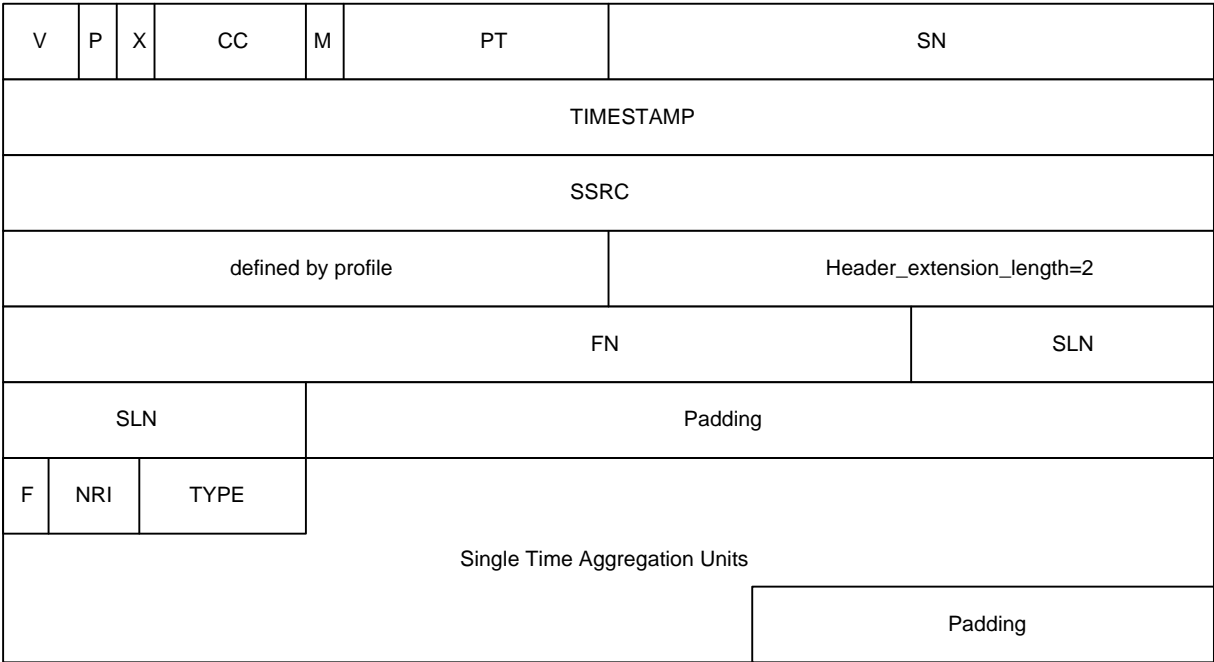 V P X CC M PT SN
TIMESTAMP
SSRC
defined by profile Header_extension_length=2
FN SLN
SLN Padding
F NRI TYPE
Single Time Aggregation Units
Padding